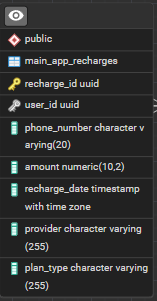 public
main_app_recharges
recharge_id uuid
user_id uuid
phone_number character v
arying(20)
amount numeric(10,2)
recharge_date timestamp
with time zone
provider character varying
(255)
plan_type character varying
(255)